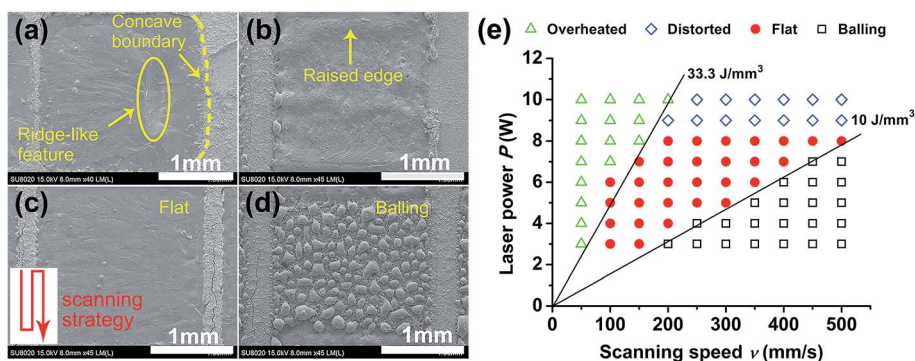 (a)
Concave
boundary
Ridge-like
feature
1mm
SU8020 15.0kV 8.0mm x45 LM(L)
(b)
Raised edge
1mm
SU8020 15.0kV 8.0mm x45 LM(L)
(c)
Flat
scanning
strategy
1mm
SU8020 15.0kV 8.0mm x45 LM(L)
(d)
Balling
1mm
SU8020 15.0kV 8.0mm x45 LM(L)
(e)
Overheated Distorted Flat Balling
Laser power P (W)
12
10
8
6
4
2
0
33.3 J/mm³
10 J/mm³
0 100 200 300 400 500
Scanning speed v (mm/s)